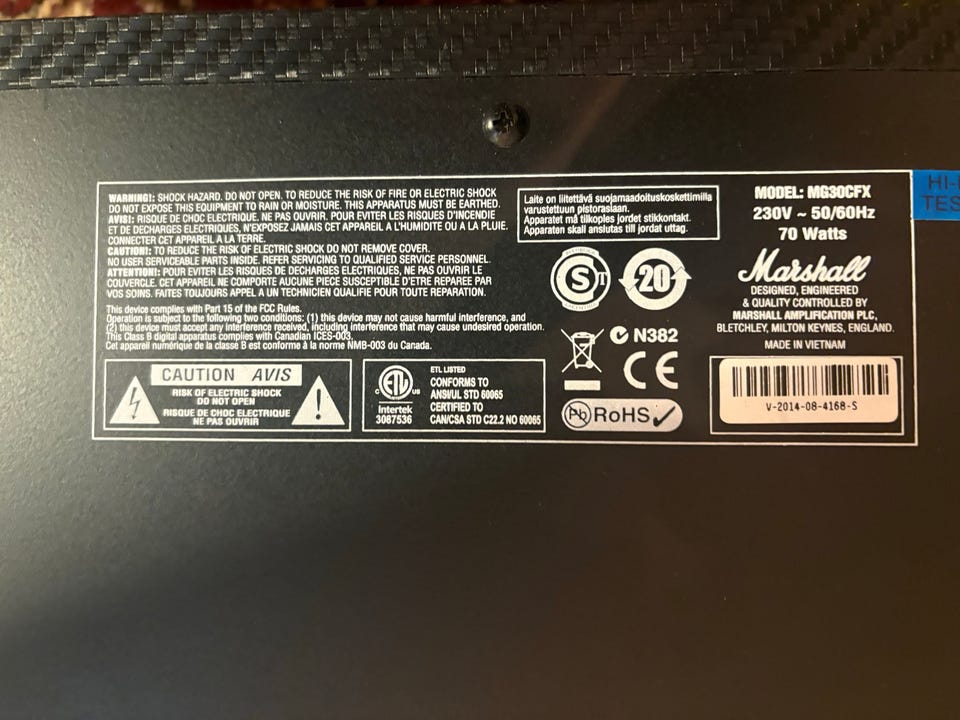 WARNING!: SHOCK HAZARD. DO NOT OPEN. TO REDUCE THE RISK OF FIRE OR ELECTRIC SHOCK
DO NOT EXPOSE THIS EQUIPMENT TO RAIN OR MOISTURE. THIS APPARATUS MUST BE EARTHED.
AVIS!: RISQUE DE CHOC ELECTRIQUE. NE PAS OUVRIR. POUR EVITER LES RISQUES D'INCENDIE
ET DE DECHARGES ELECTRIQUES, N'EXPOSEZ JAMAIS CET APPAREIL A L'HUMIDITE OU A LA PLUIE.
CONNECTER CET APPAREIL A LA TERRE.
CAUTION!: TO REDUCE THE RISK OF ELECTRIC SHOCK DO NOT REMOVE COVER.
NO USER SERVICEABLE PARTS INSIDE. REFER SERVICING TO QUALIFIED SERVICE PERSONNEL.
ATTENTION!: POUR EVITER LES RISQUES DE DECHARGES ELECTRIQUES, NE PAS OUVRIR LE
COUVERCLE. CET APPAREIL NE COMPORTE AUCUNE PIECE SUSCEPTIBLE D'ETRE REPAREE PAR
VOS SOINS. FAITES TOUJOURS APPEL A UN TECHNICIEN QUALIFIE POUR TOUTE REPARATION.
This device complies with Part 15 of the FCC Rules.
Operation is subject to the following two conditions: (1) this device may not cause harmful interference, and
(2) this device must accept any interference received, including interference that may cause undesired operation.
This Class B digital apparatus complies with Canadian ICES-003.
Cet appareil numérique de la classe B est conforme à la norme NMB-003 du Canada.
CAUTION AVIS
RISK OF ELECTRIC SHOCK
DO NOT OPEN
RISQUE DE CHOC ELECTRIQUE
NE PAS OUVRIR
ETL
US
Intertek
3087536
ETL LISTED
CONFORMS TO
ANSI/UL STD 60065
CERTIFIED TO
CAN/CSA STD C22.2 NO 60065
Laite on liitettävä suojamaadoituskoskettimilla
varustettuun pistorasiaan.
Apparatet må tilkoples jordet stikkontakt.
Apparaten skall anslutas till jordat uttag.
S T
20
N382
CE
Pb RoHS
MODEL: MG30CFX
230V ~ 50/60Hz
70 Watts
Marshall
DESIGNED, ENGINEERED
& QUALITY CONTROLLED BY
MARSHALL AMPLIFICATION PLC,
BLETCHLEY, MILTON KEYNES, ENGLAND.
MADE IN VIETNAM
V-2014-08-4168-S
HI-
TES